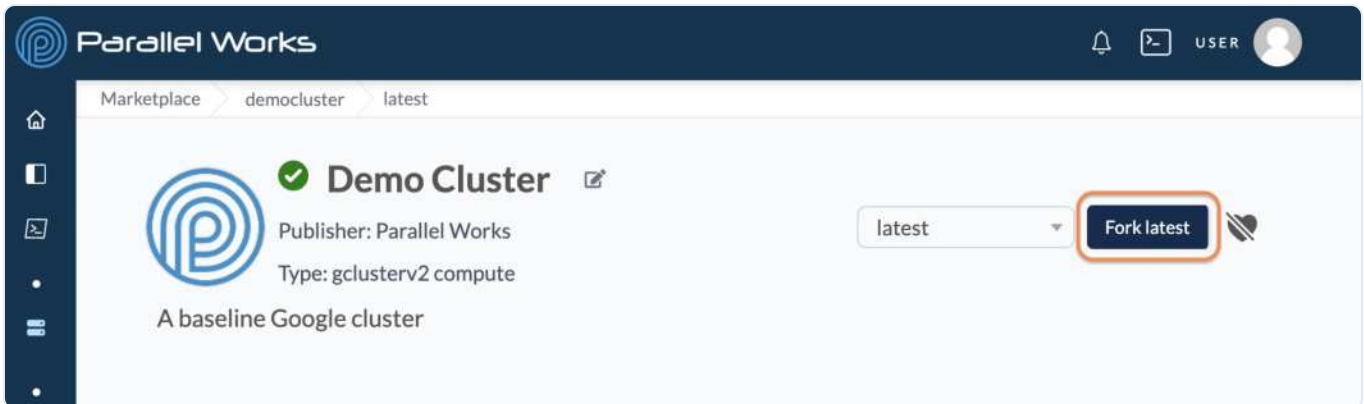 Parallel Works
USER
Marketplace democluster latest
Demo Cluster
Publisher: Parallel Works
latest
Fork latest
Type: gclusterv2 compute
A baseline Google cluster